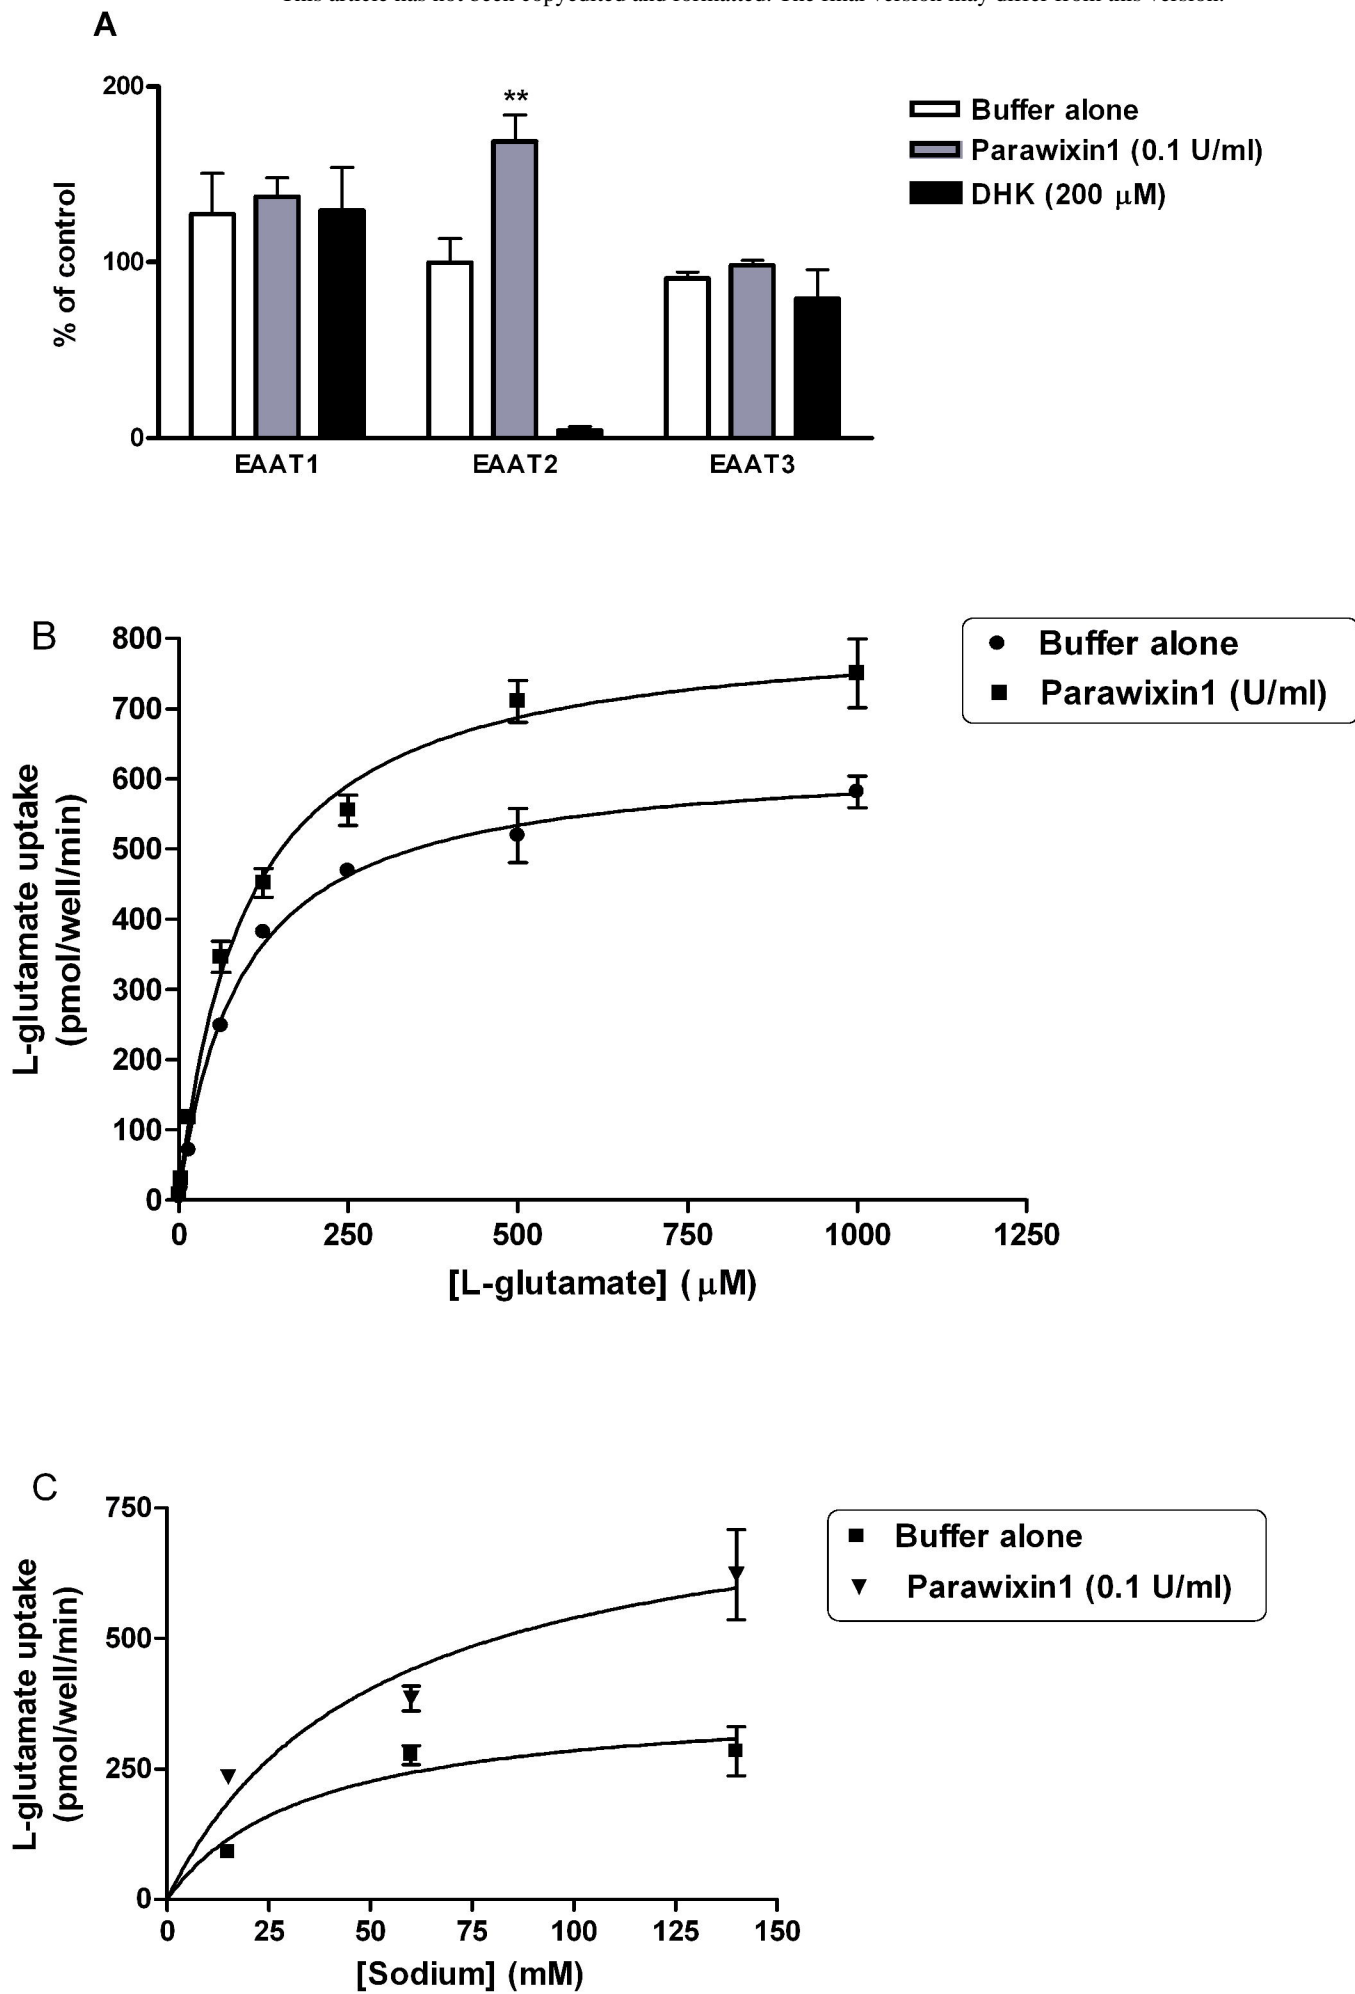 This article has not been copyedited and formatted. The final version may differ from this version.
A
200
100
0
% of control
**
EAAT1 EAAT2 EAAT3
Buffer alone
Parawixin1 (0.1 U/ml)
DHK (200 μM)
B
800
700
600
500
400
300
200
100
0
L-glutamate uptake
(pmol/well/min)
0 250 500 750 1000 1250
[L-glutamate] (μM)
Buffer alone
Parawixin1 (U/ml)
C
750
500
250
0
L-glutamate uptake
(pmol/well/min)
0 25 50 75 100 125 150
[Sodium] (mM)
Buffer alone
Parawixin1 (0.1 U/ml)